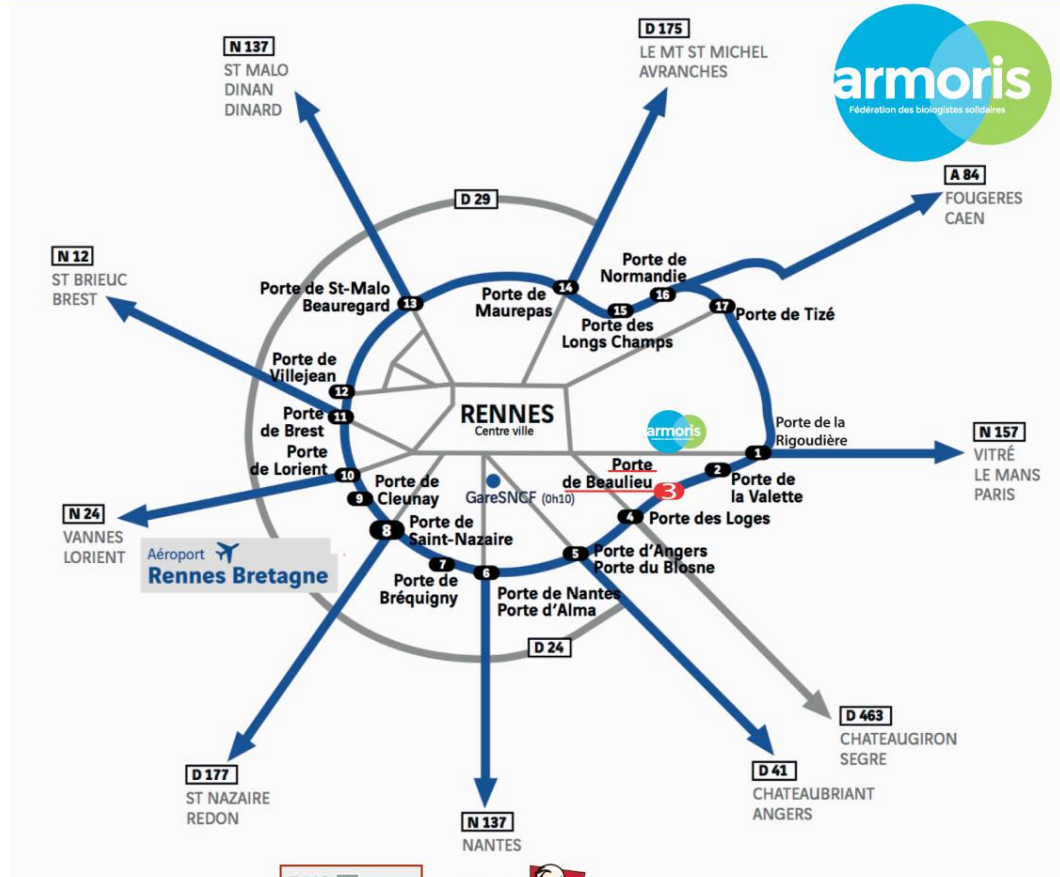 N 137
ST MALO
DINAN
DINARD
D 175
LE MT ST MICHEL
AVRANCHES
armoris
Fédération des biologistes solidaires
A 84
FOUGERES
CAEN
D 29
N 12
ST BRIEUC
BREST
Porte de St-Malo
Beauregard
13
Porte de
Maurepas
14
Porte de
Normandie
16
15
Porte des
Longs Champs
17
Porte de Tizé
Porte de
Villejean
12
Porte
de Brest
11
RENNES
Centre ville
armoris
Porte de la
Rigoudière
1
N 157
VITRÉ
LE MANS
PARIS
Porte
de Lorient
10
9
Porte de
Cleunay
GareSNCF (0h10)
Porte
de Beaulieu
3
2
Porte de
la Valette
N 24
VANNES
LORIENT
Aéroport
Rennes Bretagne
8
Porte de
Saint-Nazaire
4
Porte des Loges
7
Porte de
Bréquigny
6
Porte de Nantes
Porte d'Alma
5
Porte d'Angers
Porte du Blosne
D 24
D 463
CHATEAUGIRON
SEGRE
D 177
ST NAZAIRE
REDON
D 41
CHATEAUBRIANT
ANGERS
N 137
NANTES